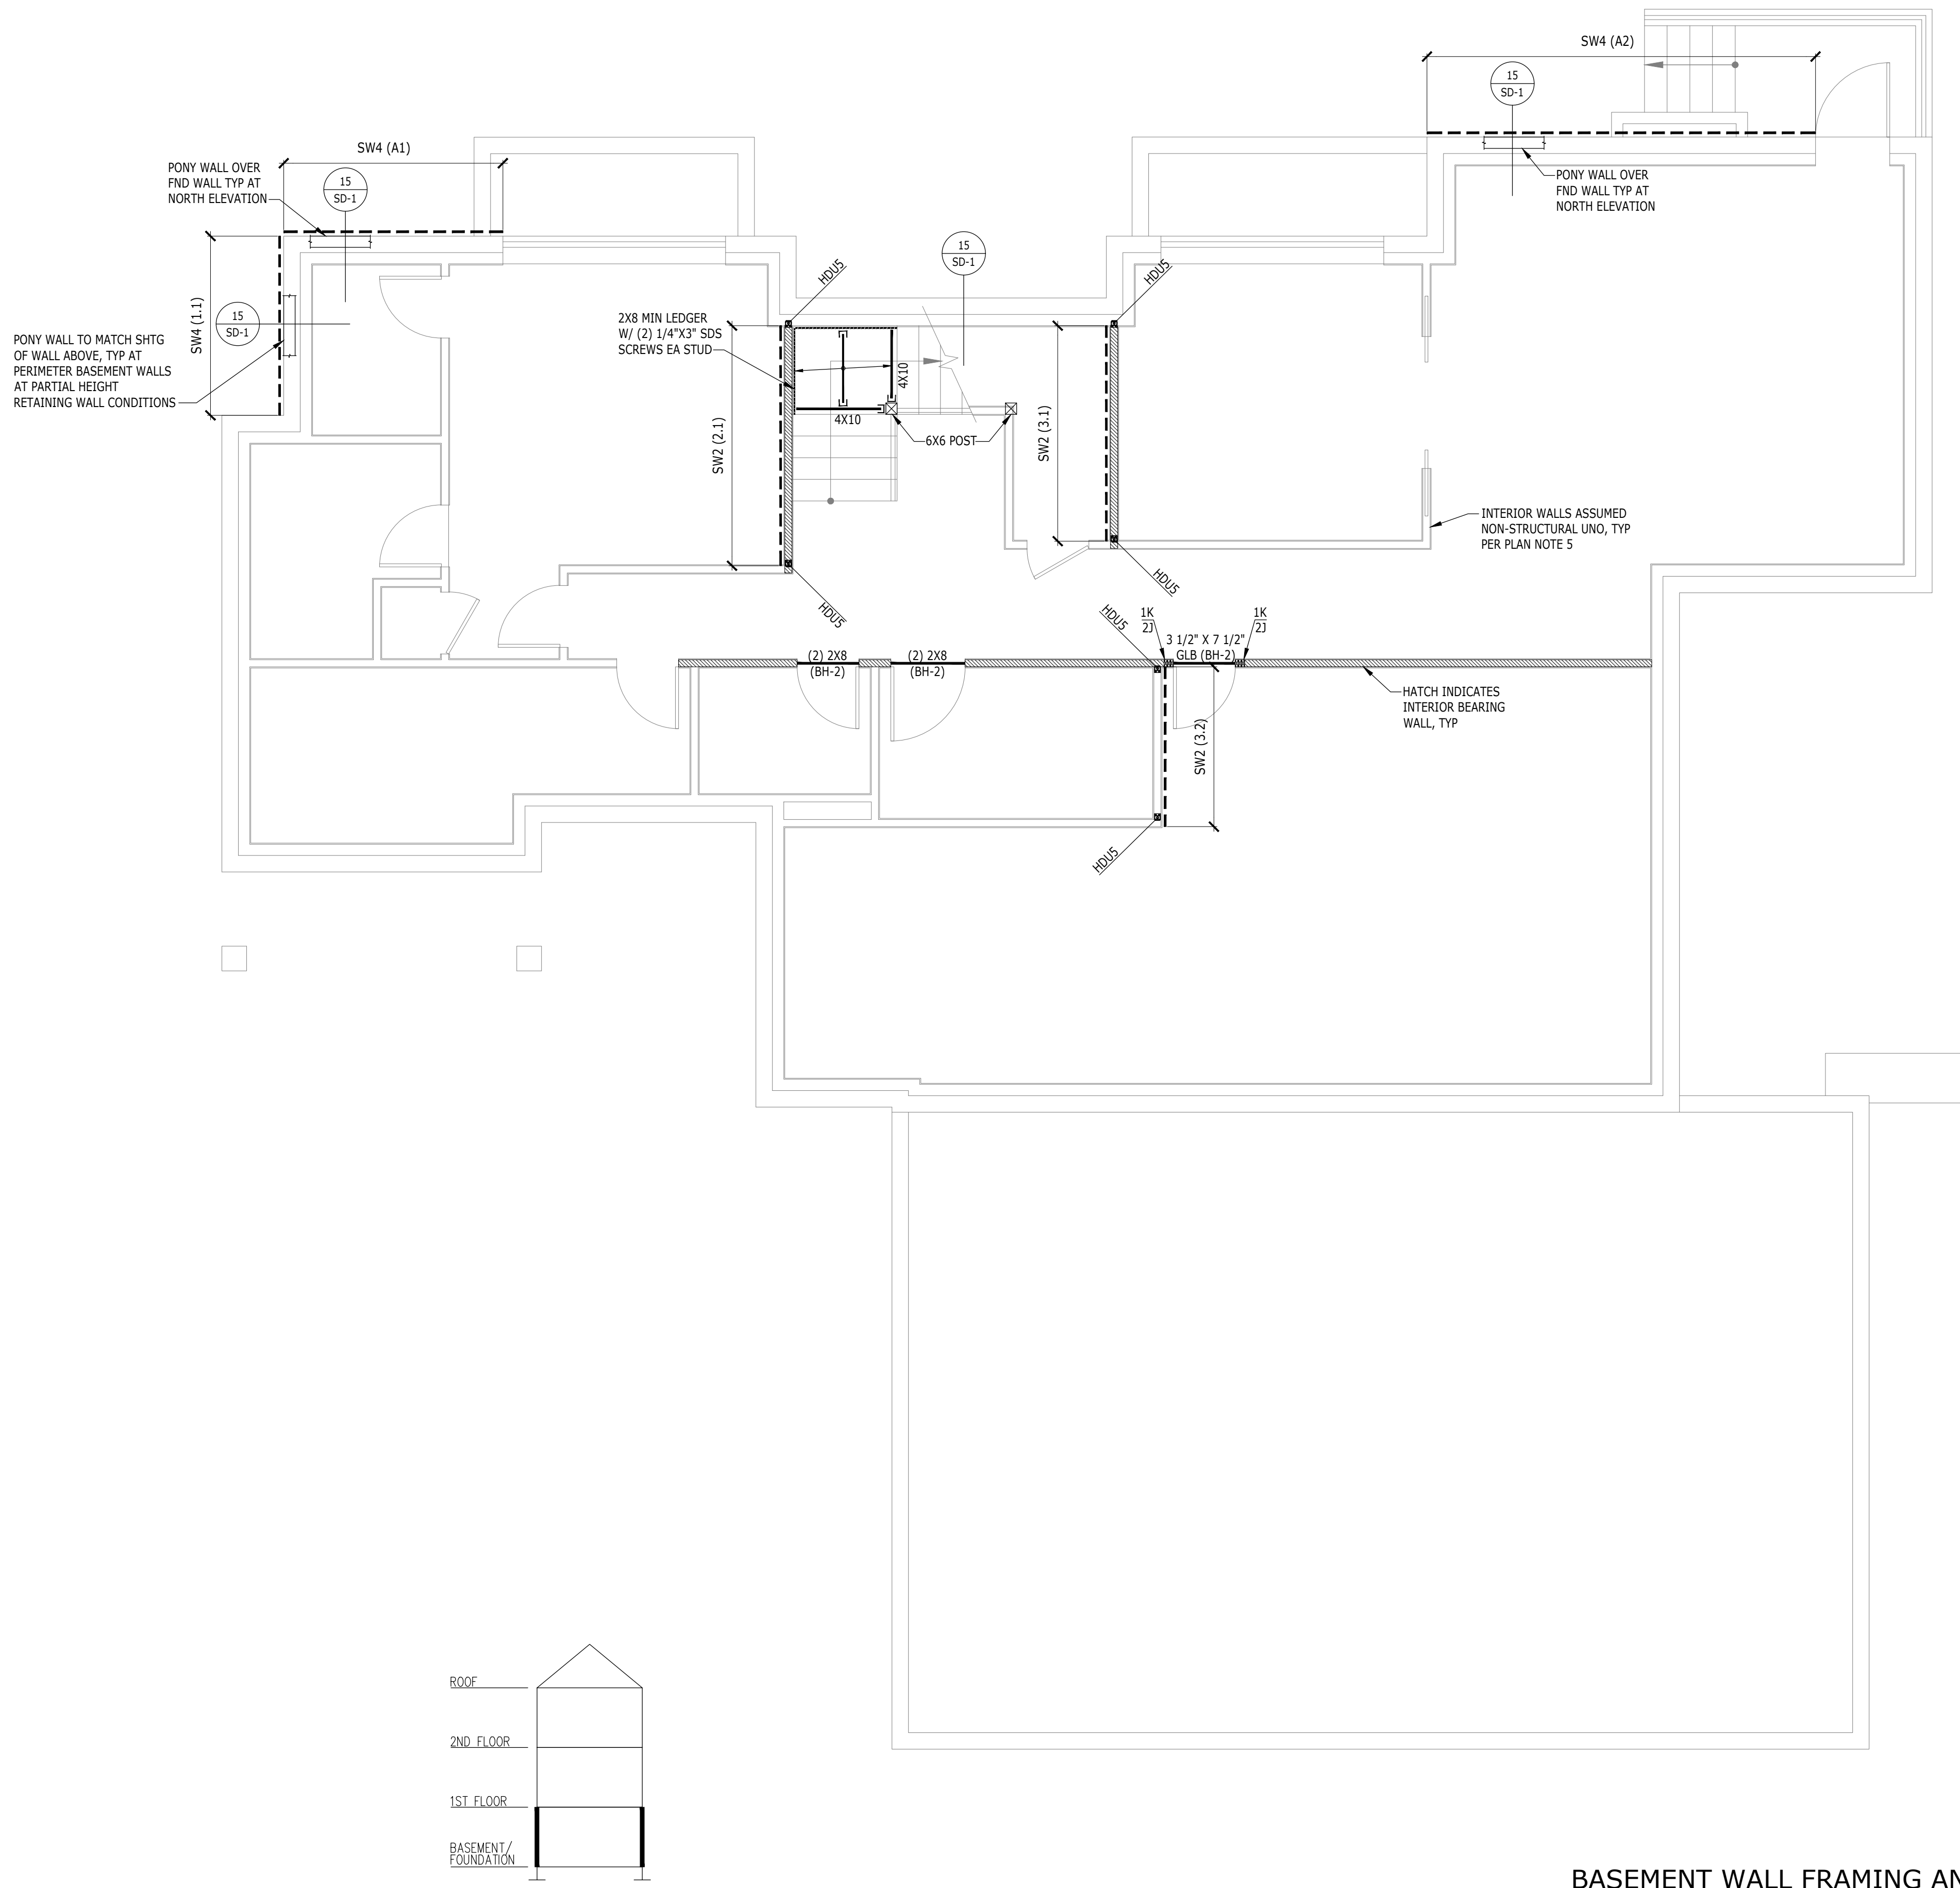 SW4 (A2)
15
SD-1
SW4 (A1)
PONY WALL OVER
FND WALL TYP AT
NORTH ELEVATION
15
SD-1
PONY WALL OVER
FND WALL TYP AT
NORTH ELEVATION
15
SD-1
HDU5
HDU5
SW4 (1.1)
15
SD-1
2X8 MIN LEDGER
W/ (2) 1/4"X3" SDS
SCREWS EA STUD
PONY WALL TO MATCH SHTG
OF WALL ABOVE, TYP AT
PERIMETER BASEMENT WALLS
AT PARTIAL HEIGHT
RETAINING WALL CONDITIONS
4X10
4X10
6X6 POST
SW2 (2.1)
SW2 (3.1)
INTERIOR WALLS ASSUMED
NON-STRUCTURAL UNO, TYP
PER PLAN NOTE 5
HDU5
HDU5
HDU5
1K
2J
1K
2J
3 1/2" X 7 1/2"
GLB (BH-2)
(2) 2X8
(BH-2)
(2) 2X8
(BH-2)
HATCH INDICATES
INTERIOR BEARING
WALL, TYP
SW2 (3.2)
HDU5
ROOF
2ND FLOOR
1ST FLOOR
BASEMENT/
FOUNDATION
BASEMENT WALL FRAMING AN